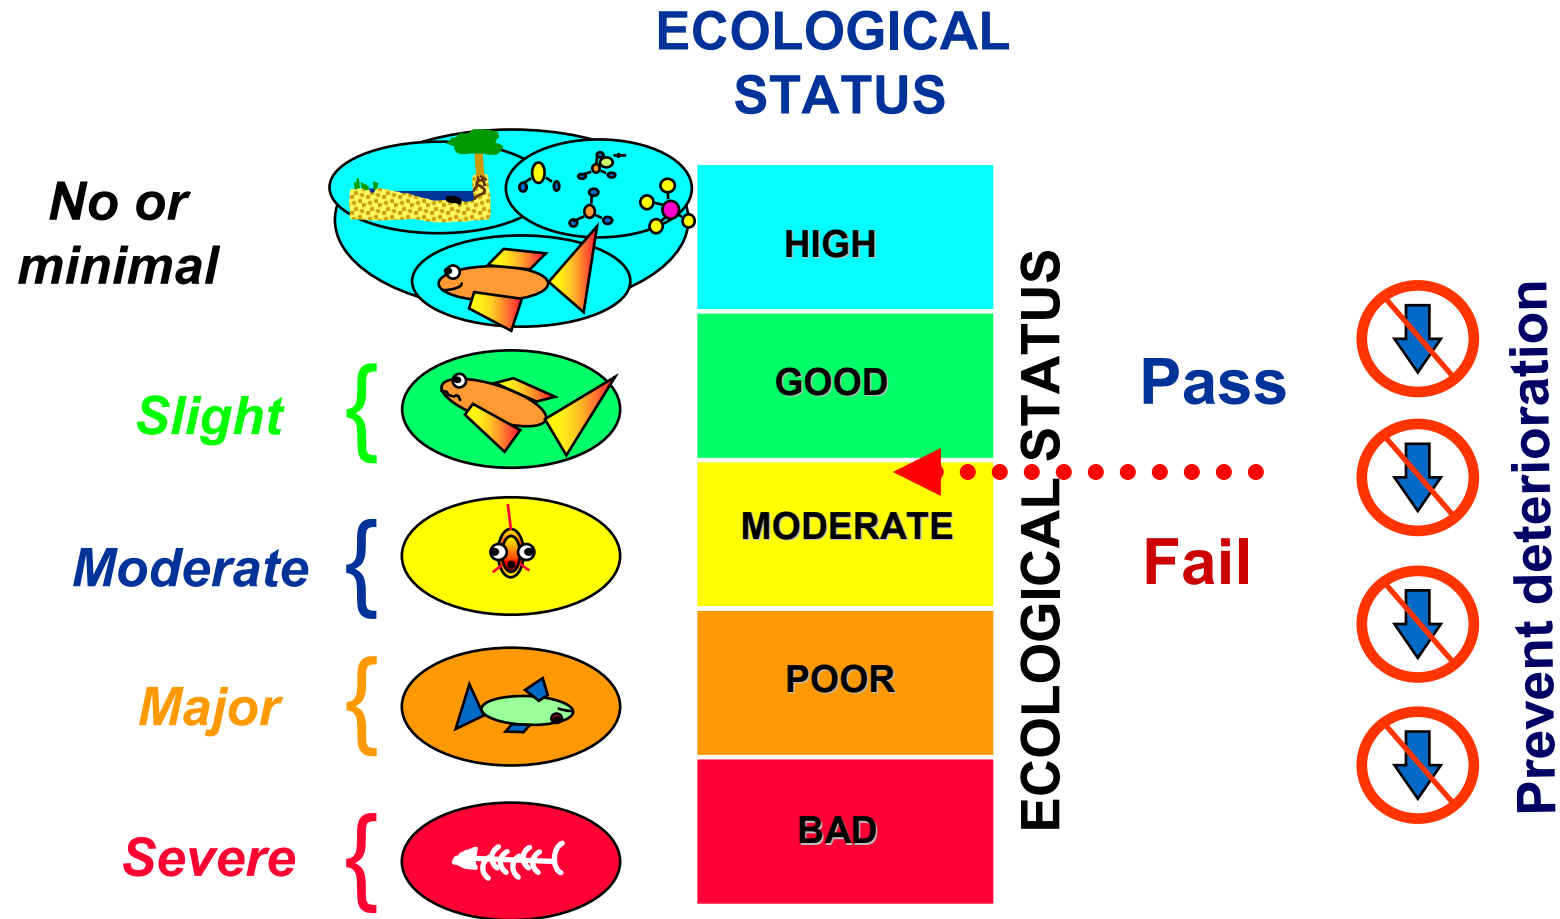 ECOLOGICAL
STATUS
No or
minimal
Slight
Moderate
Major
Severe
HIGH
GOOD
MODERATE
POOR
BAD
ECOLOGICAL STATUS
Pass
Fail
Prevent deterioration